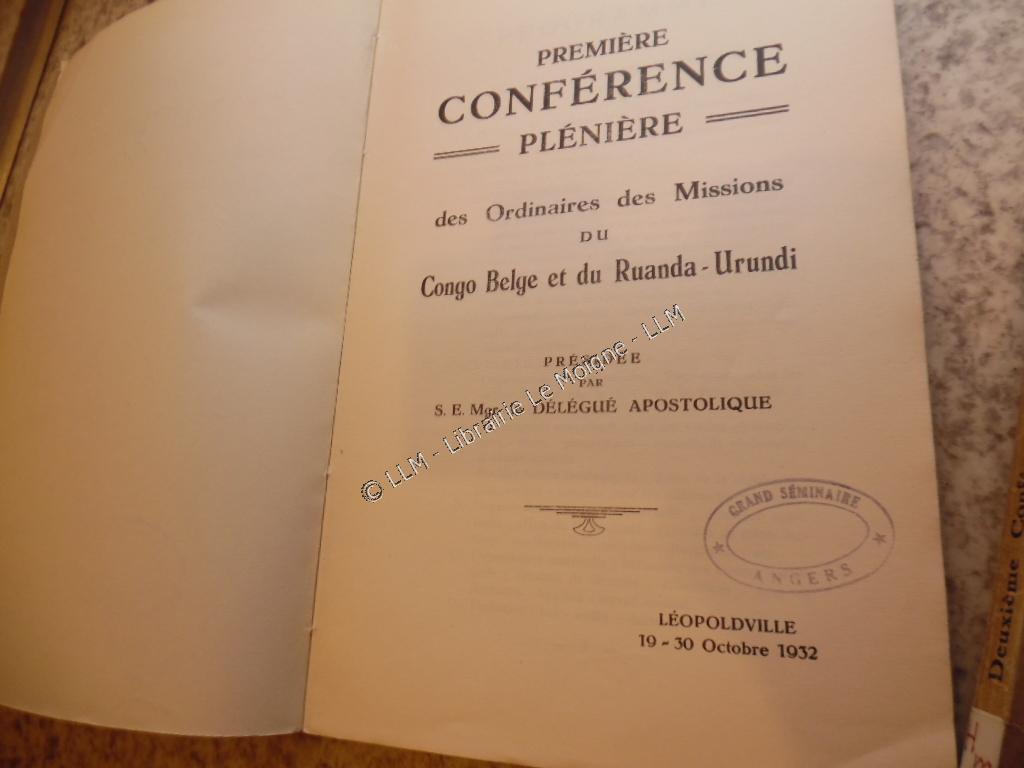 PREMIÈRE
CONFÉRENCE
PLÉNIÈRE
des Ordinaires des Missions
DU
Congo Belge et du Ruanda-Urundi
PAR
S. E. Mgr DÉLÉGUÉ APOSTOLIQUE
© LLM - Librairie Le Moigne - LLM
GRAND SÉMINAIRE
ANGERS
LÉOPOLDVILLE
19-30 Octobre 1932
Deuxième